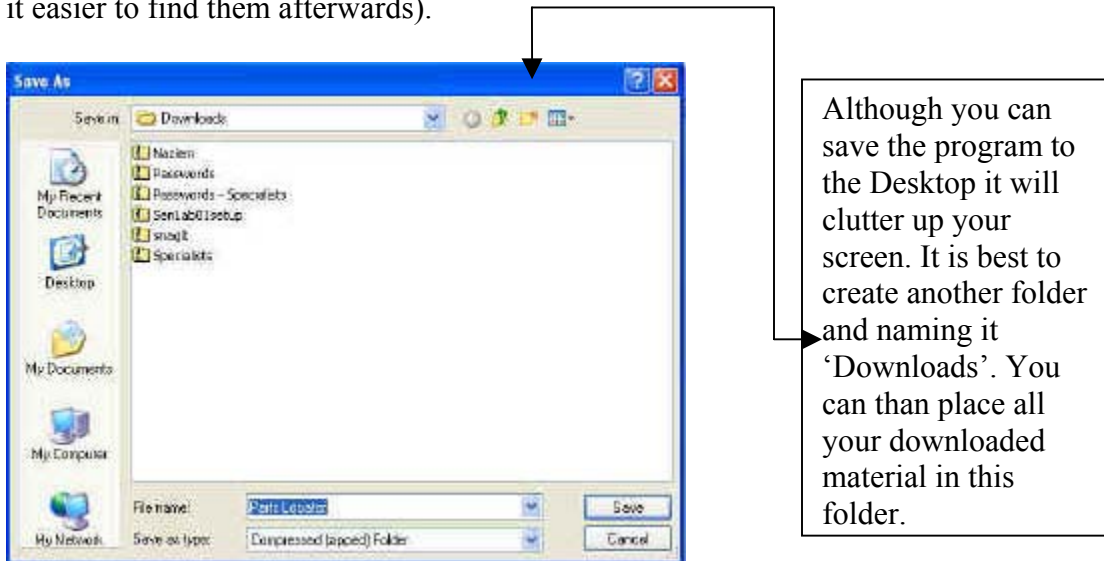 it easier to find them afterwards).
Save As
Save in: Downloads
Nazien
Passwords
Passwords - Specialists
SenLab01setup
snagit
Specialists
My Recent
Documents
Desktop
My Documents
My Computer
My Network
File name: Parts Locator Save
Save as type: Compressed (zipped) Folder Cancel
Although you can
save the program to
the Desktop it will
clutter up your
screen. It is best to
create another folder
and naming it
‘Downloads’. You
can than place all
your downloaded
material in this
folder.